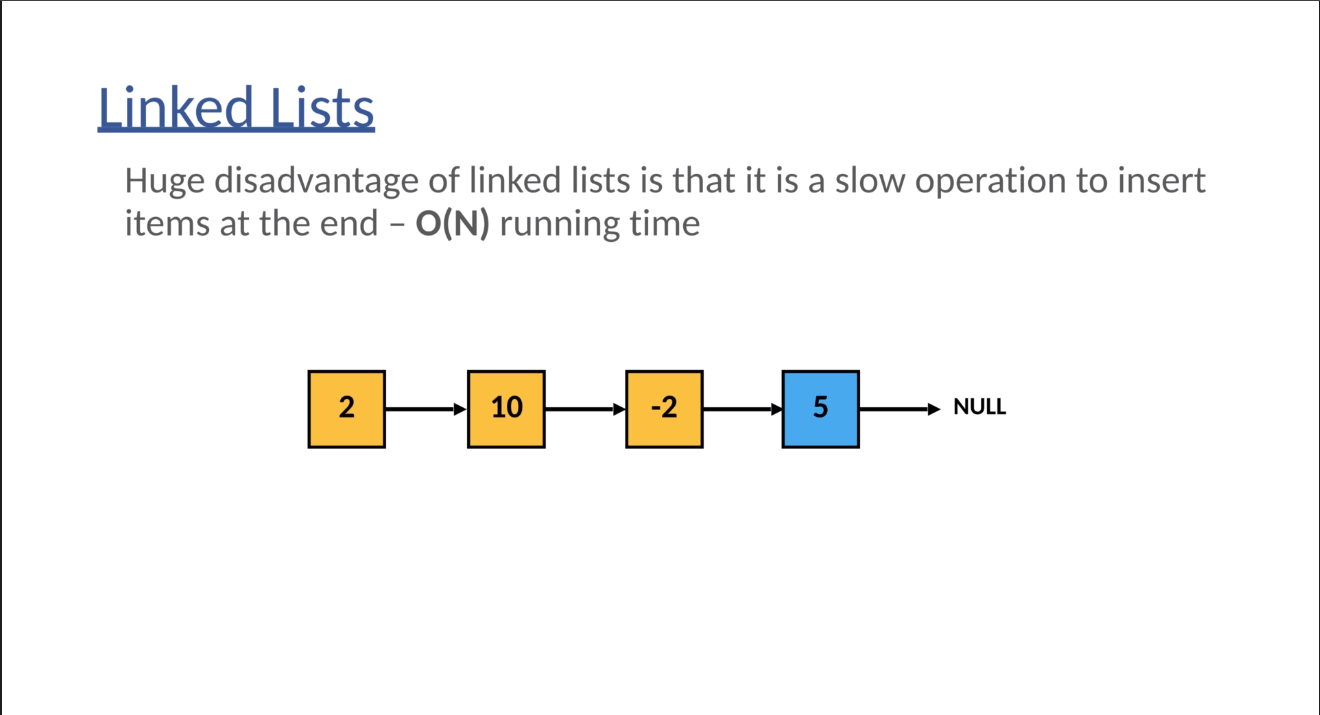 Linked Lists
Huge disadvantage of linked lists is that it is a slow operation to insert
items at the end – O(N) running time
2 10 -2 5 NULL